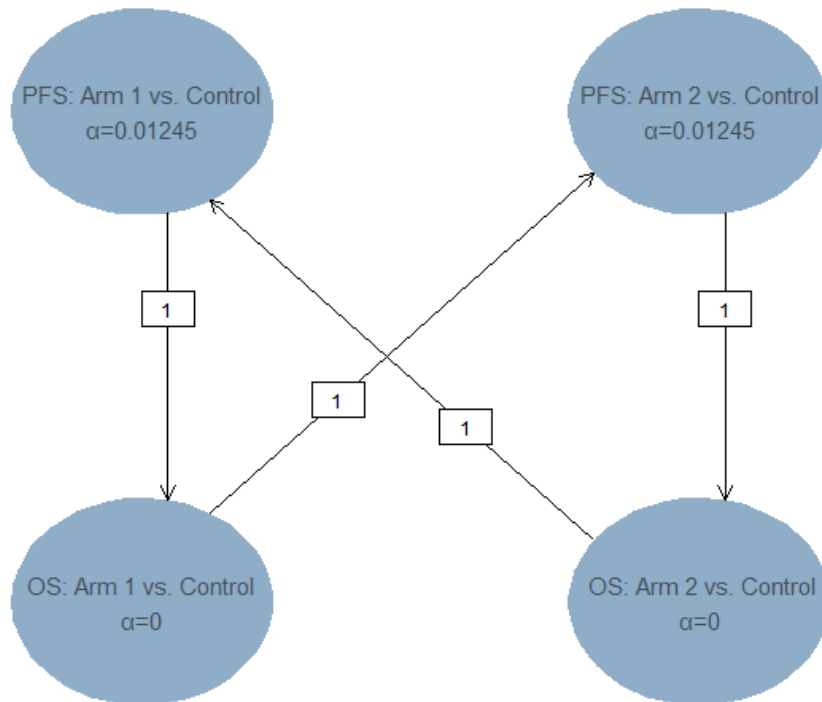 PFS: Arm 1 vs. Control
α=0.01245
PFS: Arm 2 vs. Control
α=0.01245
1
1
1
1
OS: Arm 1 vs. Control
α=0
OS: Arm 2 vs. Control
α=0